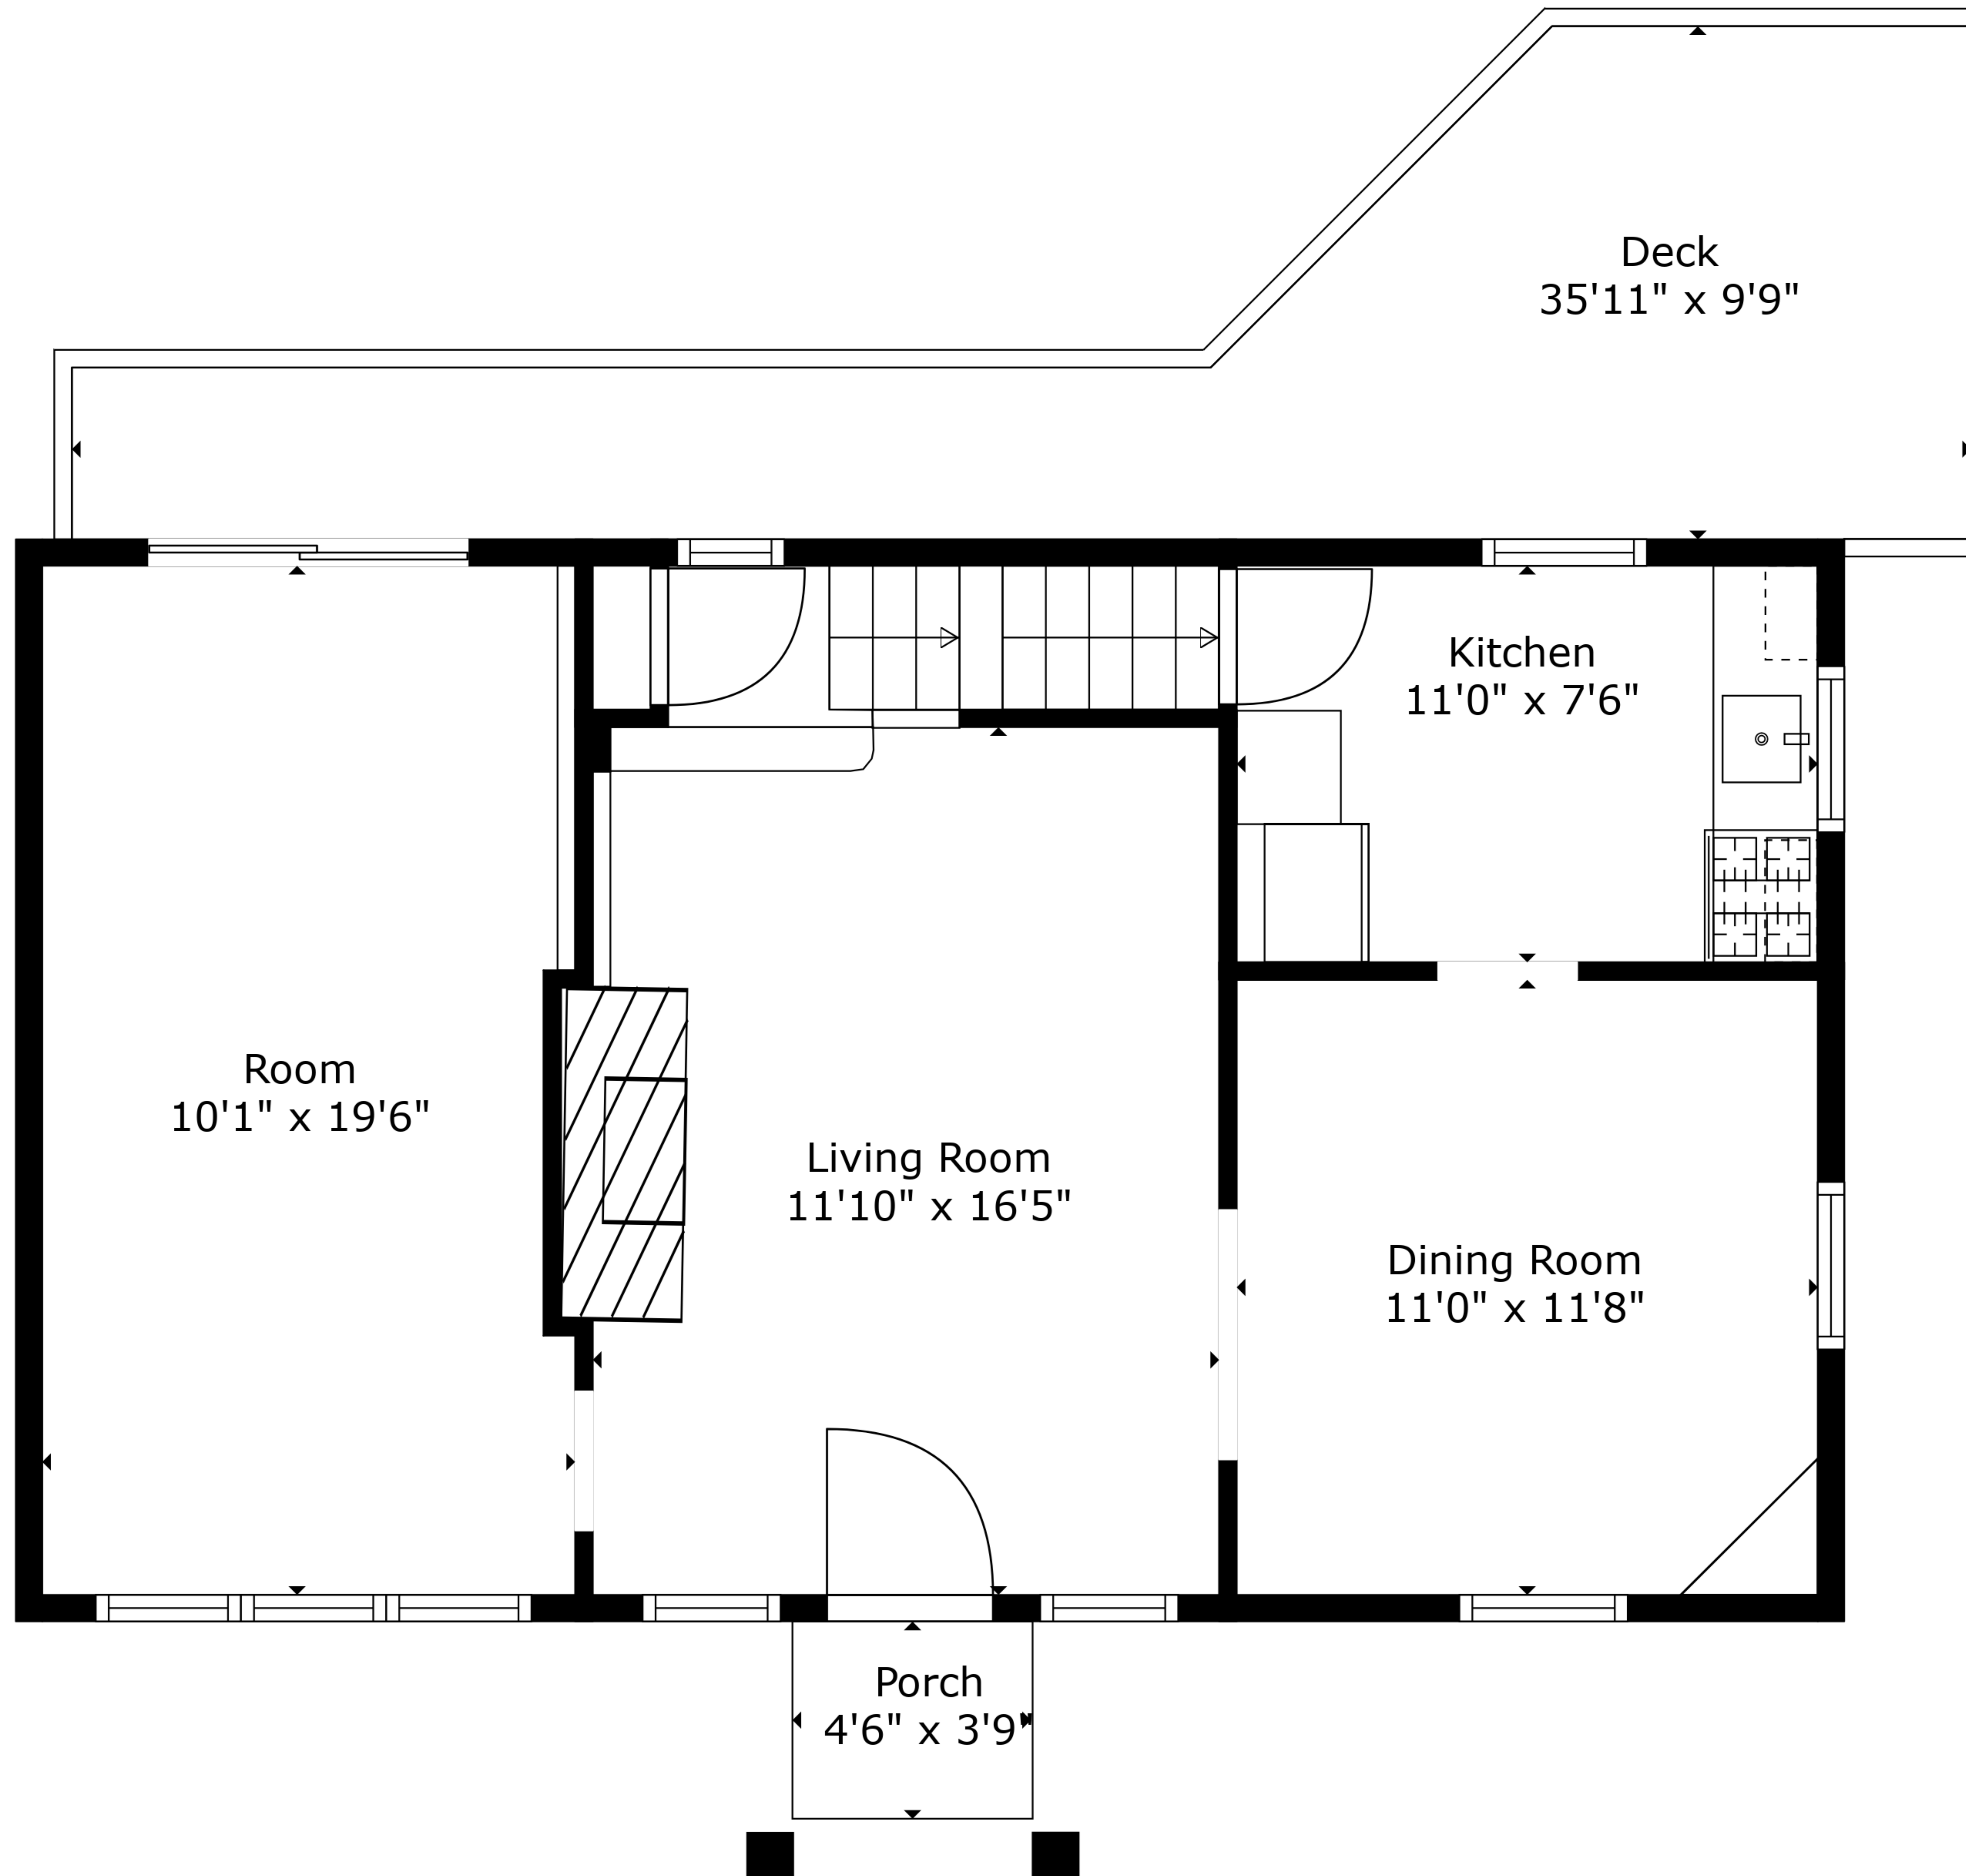 Deck
35'11" x 9'9"
Kitchen
11'0" x 7'6"
Room
10'1" x 19'6"
Living Room
11'10" x 16'5"
Dining Room
11'0" x 11'8"
Porch
4'6" x 3'9"